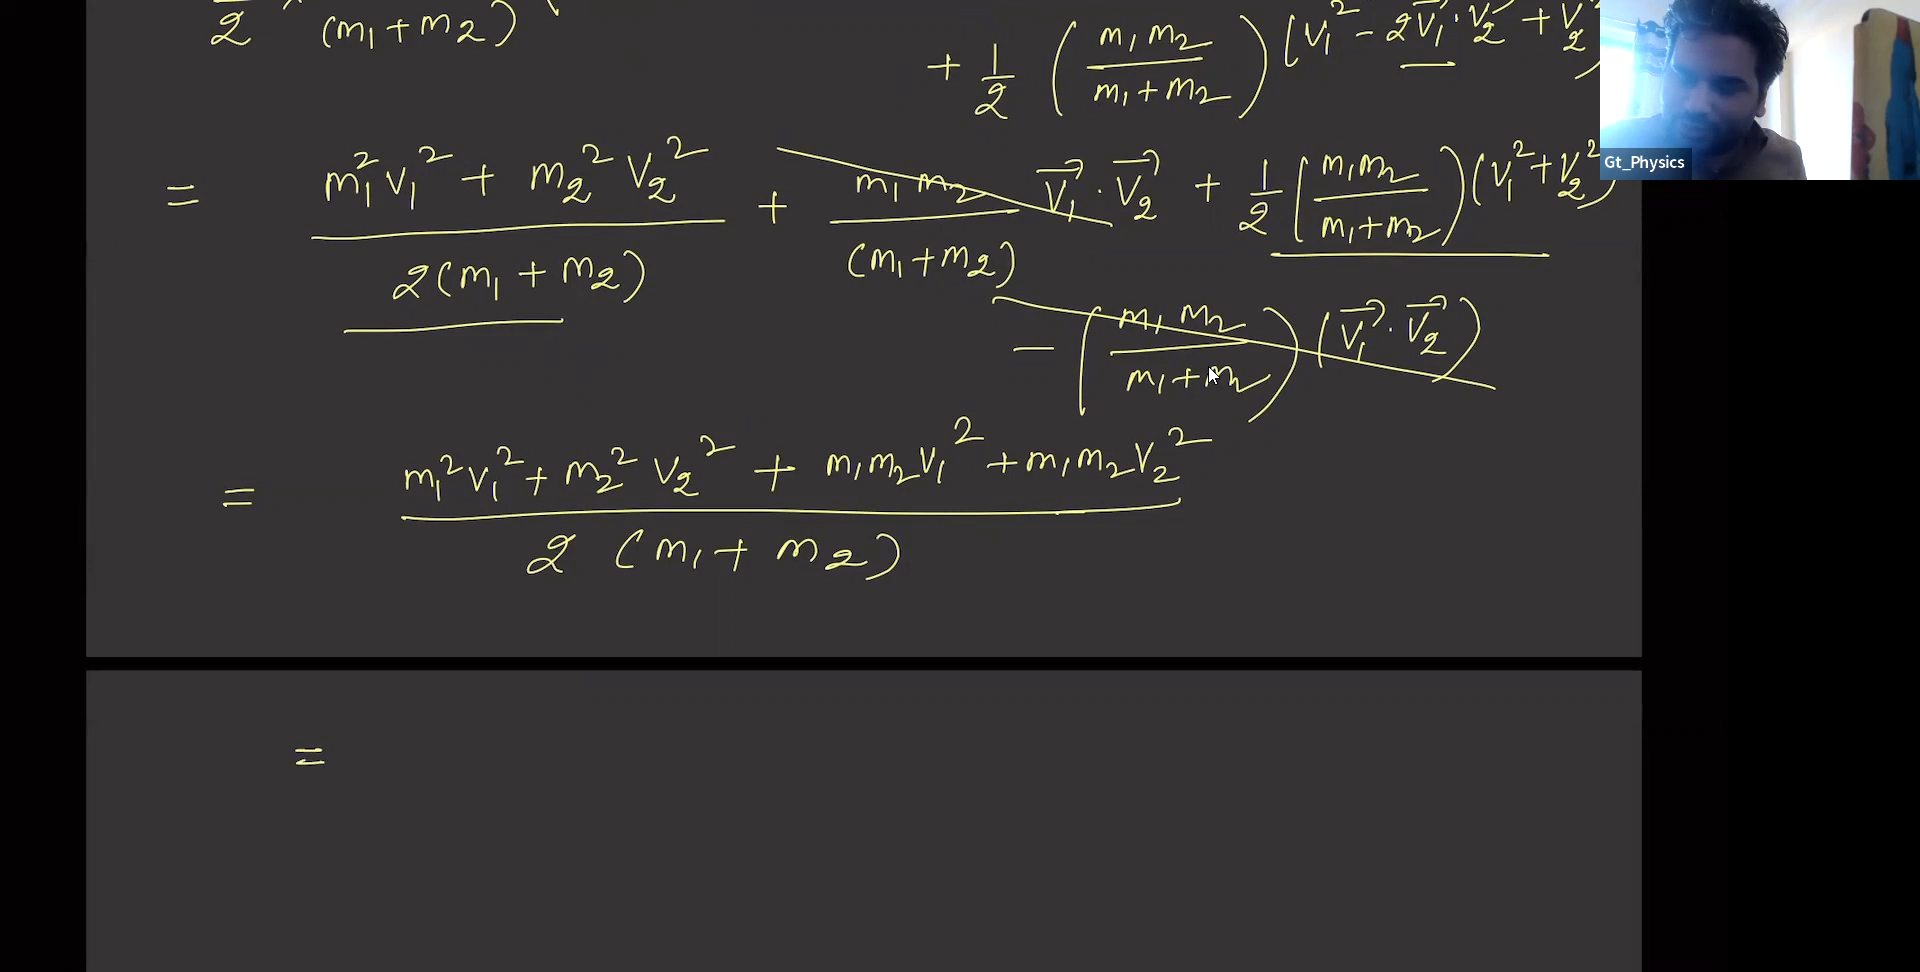 2 (m₁+m₂)
+ 1/2 (m₁m₂/(m₁+m₂)) (v₁² - 2v⃗₁·v⃗₂ + v₂²)
Gt_Physics
= (m₁²v₁² + m₂²v₂²)/(2(m₁+m₂)) + m₁m₂/(m₁+m₂) v⃗₁·v⃗₂ + 1/2 (m₁m₂/(m₁+m₂)) (v₁²+v₂²)
- (m₁m₂/(m₁+m₂)) (v⃗₁·v⃗₂)
= (m₁²v₁² + m₂²v₂² + m₁m₂v₁² + m₁m₂v₂²)/(2(m₁+m₂))
=